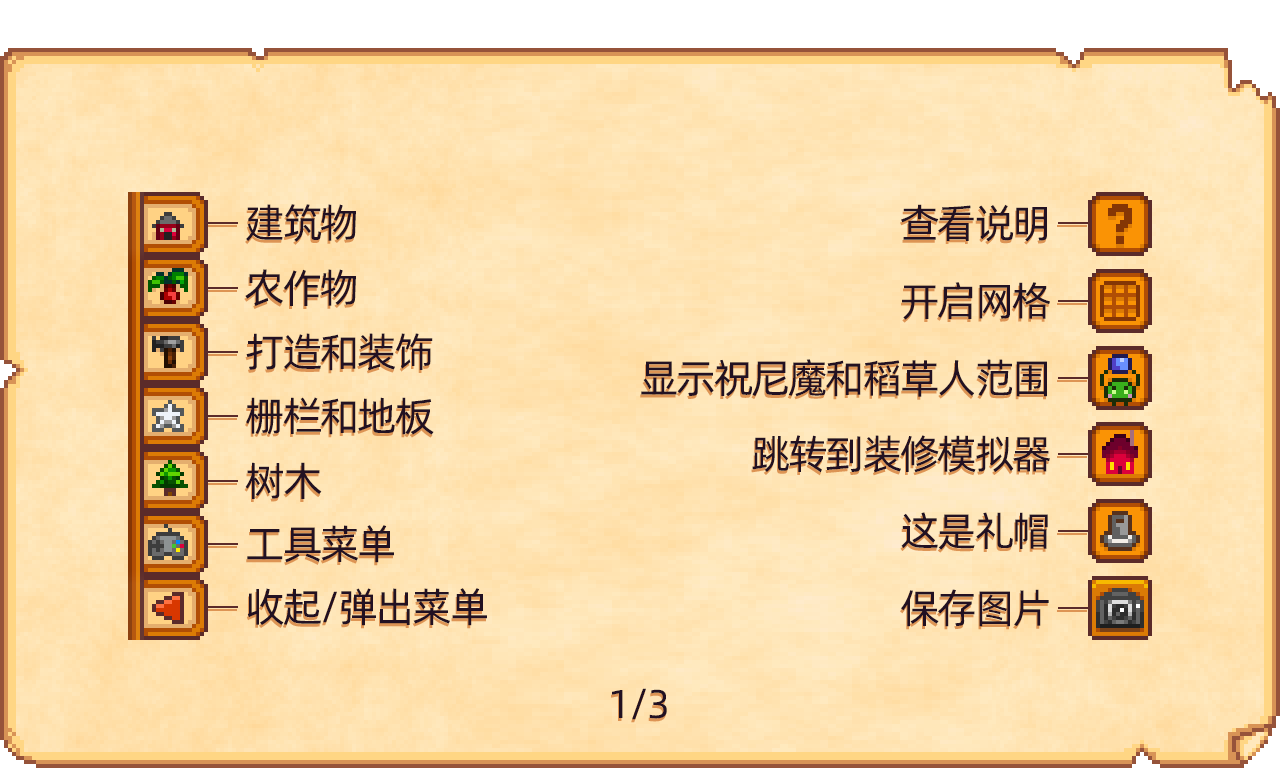 建筑物
农作物
打造和装饰
栅栏和地板
树木
工具菜单
收起/弹出菜单
查看说明
开启网格
显示祝尼魔和稻草人范围
跳转到装修模拟器
这是礼帽
保存图片
1/3